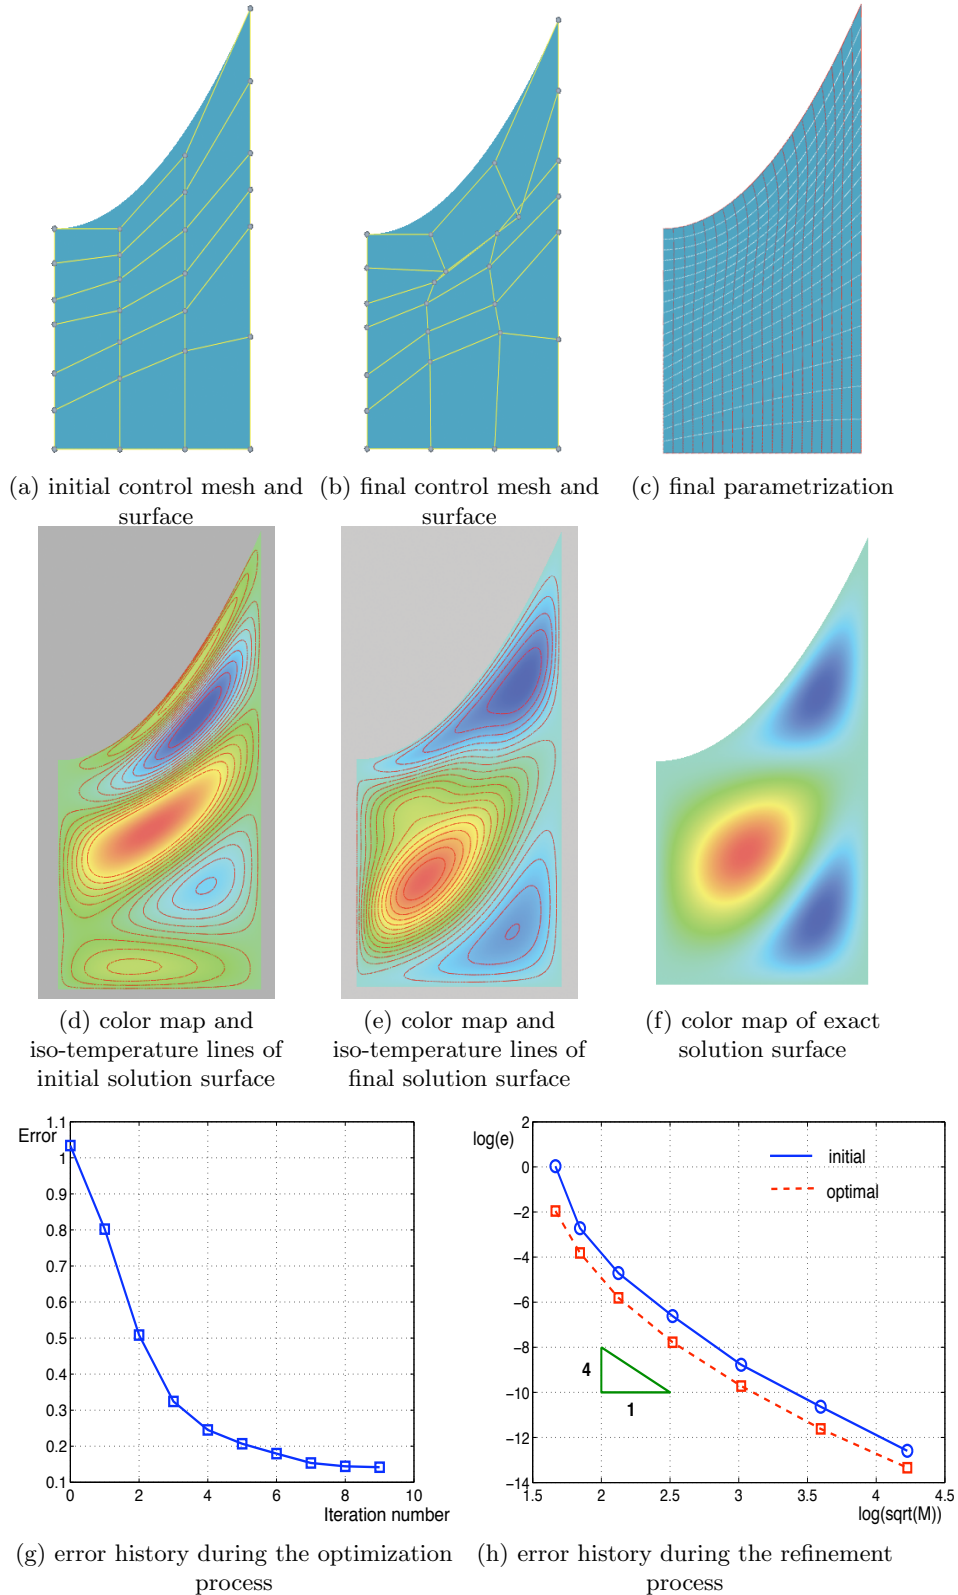 (a) initial control mesh and surface
(b) final control mesh and surface
(c) final parametrization
(d) color map and
iso-temperature lines of
initial solution surface
(e) color map and
iso-temperature lines of
final solution surface
(f) color map of exact
solution surface
Error
1.1
1
0.9
0.8
0.7
0.6
0.5
0.4
0.3
0.2
0.1
0 2 4 6 8 10
Iteration number
(g) error history during the optimization
process
log(e)
2
0
−2
−4
−6
−8
−10
−12
−14
initial
optimal
4
1
1.5 2 2.5 3 3.5 4 4.5
log(sqrt(M))
(h) error history during the refinement
process